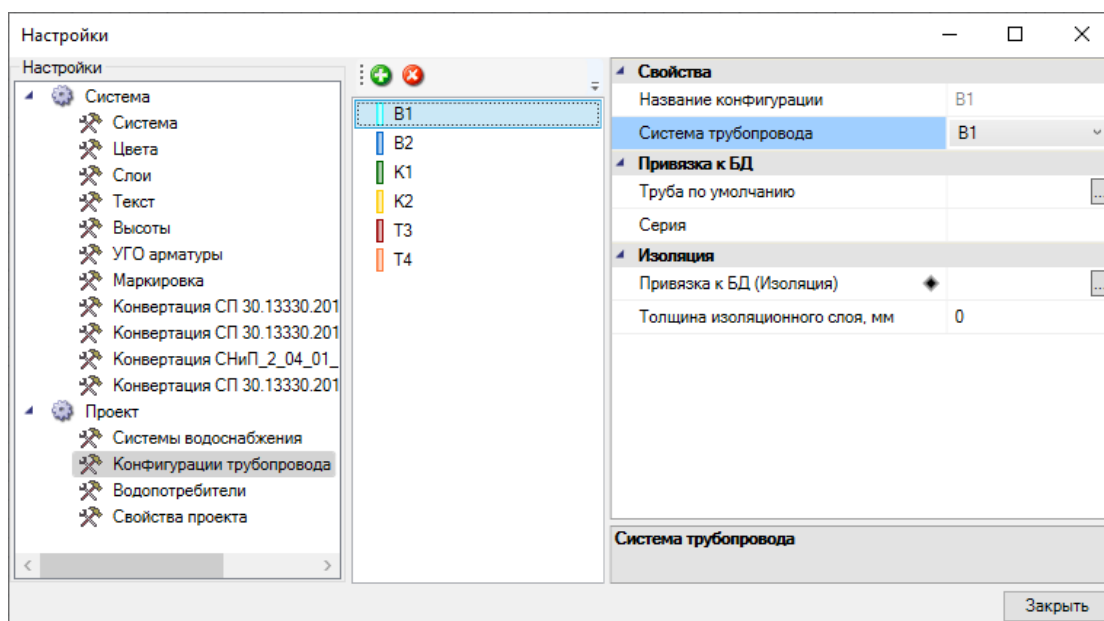 Настройки
Настройки
Система
Система
Цвета
Слои
Текст
Высоты
УГО арматуры
Маркировка
Конвертация СП 30.13330.201
Конвертация СП 30.13330.201
Конвертация СНиП_2_04_01_
Конвертация СП 30.13330.201
Проект
Системы водоснабжения
Конфигурации трубопровода
Водопотребители
Свойства проекта
В1
В2
К1
К2
Т3
Т4
Свойства
Название конфигурации В1
Система трубопровода В1
Привязка к БД
Труба по умолчанию ...
Серия
Изоляция
Привязка к БД (Изоляция) ...
Толщина изоляционного слоя, мм 0
Система трубопровода
Закрыть